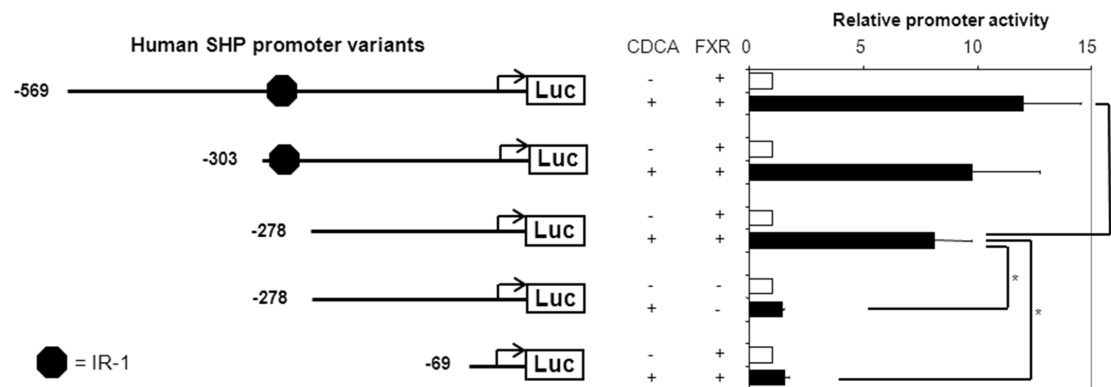 Relative promoter activity
Human SHP promoter variants
CDCA FXR 0 5 10 15
-569 Luc - +
+ +
-303 Luc - +
+ +
-278 Luc - +
+ +
-278 Luc - -
+ -
*
*
-69 Luc - +
+ +
= IR-1